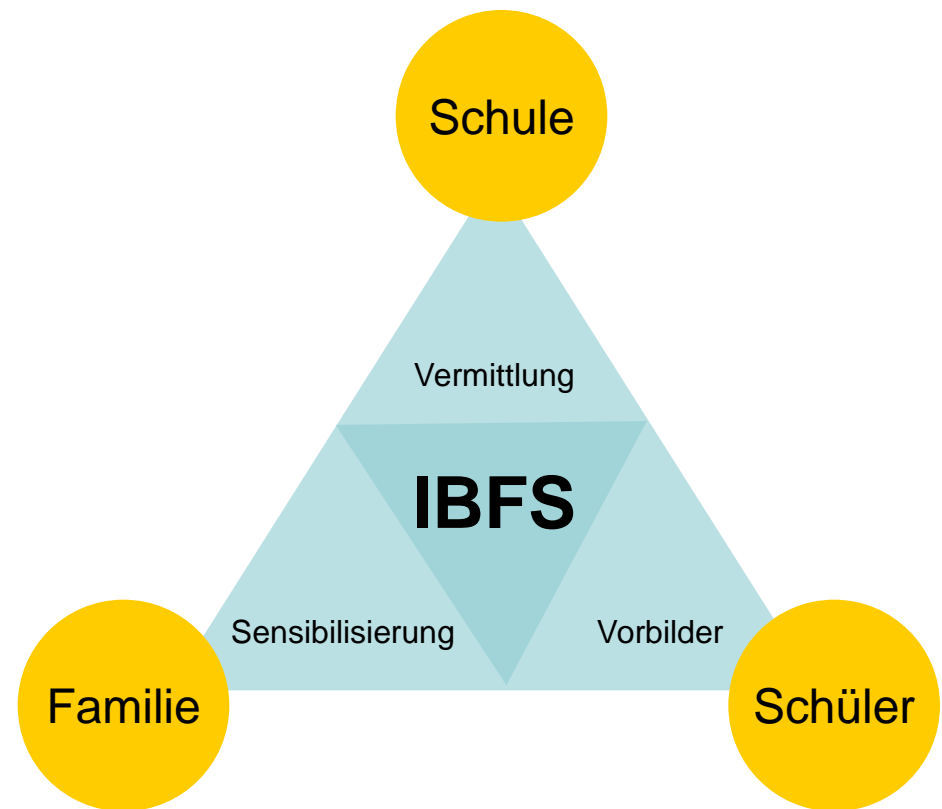 Schule
Vermittlung
IBFS
Sensibilisierung
Vorbilder
Familie
Schüler